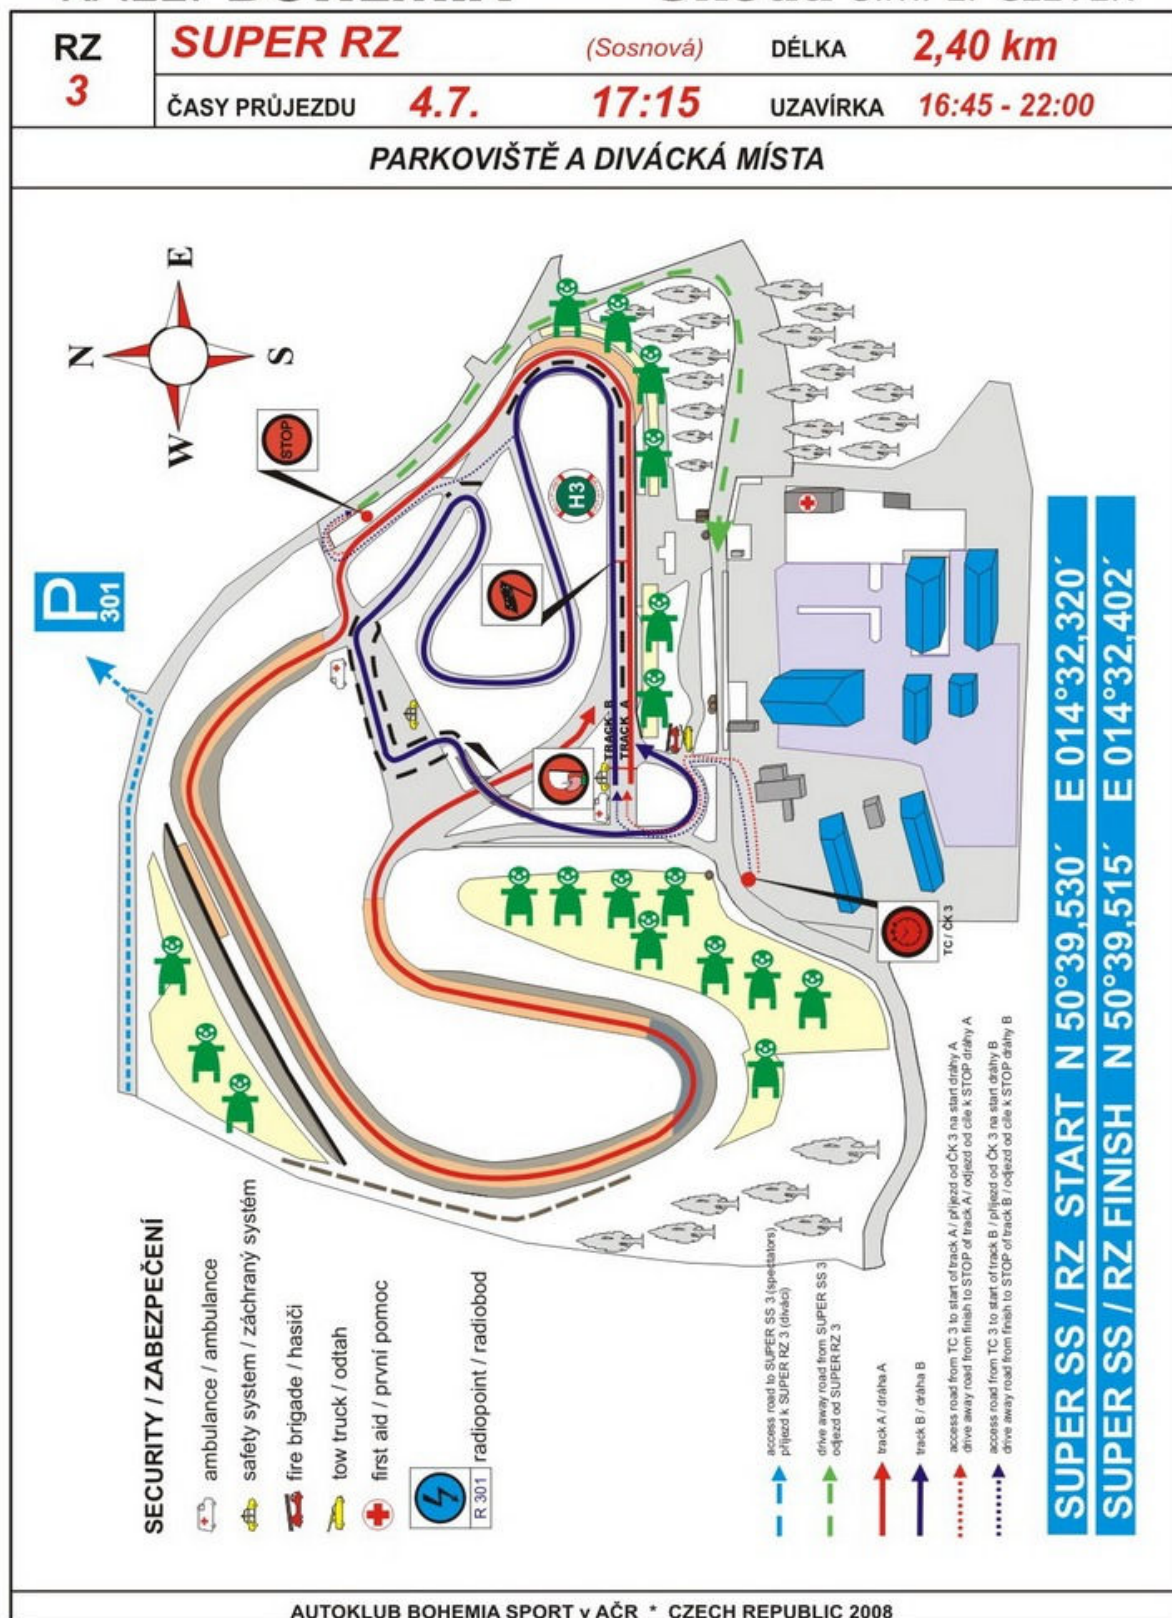 RZ
3
SUPER RZ
(Sosnová)
DÉLKA
2,40 km
ČASY PRŮJEZDU
4.7.
17:15
UZAVÍRKA
16:45 - 22:00
PARKOVIŠTĚ A DIVÁCKÁ MÍSTA
N
E
S
W
STOP
P
301
H3
TRACK B
TRACK A
TC / ČK 3
SECURITY / ZABEZPEČENÍ
ambulance / ambulance
safety system / záchraný systém
fire brigade / hasiči
tow truck / odtah
first aid / první pomoc
R 301
radiopoint / radiobod
access road to SUPER SS 3 (spectators)
příjezd k SUPER RZ 3 (diváci)
drive away road from SUPER SS 3
odjezd od SUPER RZ 3
track A / dráha A
track B / dráha B
access road from TC 3 to start of track A / příjezd od ČK 3 na start dráhy A
drive away road from finish to STOP of track A / odjezd od cíle k STOP dráhy A
access road from TC 3 to start of track B / příjezd od ČK 3 na start dráhy B
drive away road from finish to STOP of track B / odjezd od cíle k STOP dráhy B
SUPER SS / RZ START N 50°39,530´ E 014°32,320´
SUPER SS / RZ FINISH N 50°39,515´ E 014°32,402´
AUTOKLUB BOHEMIA SPORT v AČR * CZECH REPUBLIC 2008